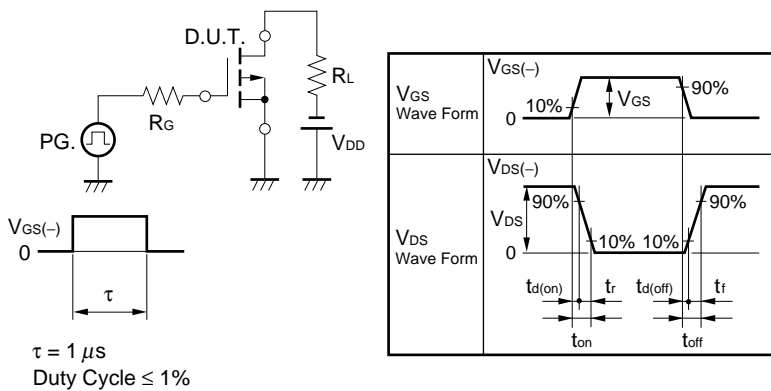 D.U.T.
RL
RG
PG.
VDD
VGS(–)
0
τ
τ = 1 μs
Duty Cycle ≤ 1%
VGS
Wave Form
VGS(–)
10%
VGS
90%
0
VDS
Wave Form
VDS(–)
90%
VDS
90%
10%
10%
0
td(on)
tr
td(off)
tf
ton
toff